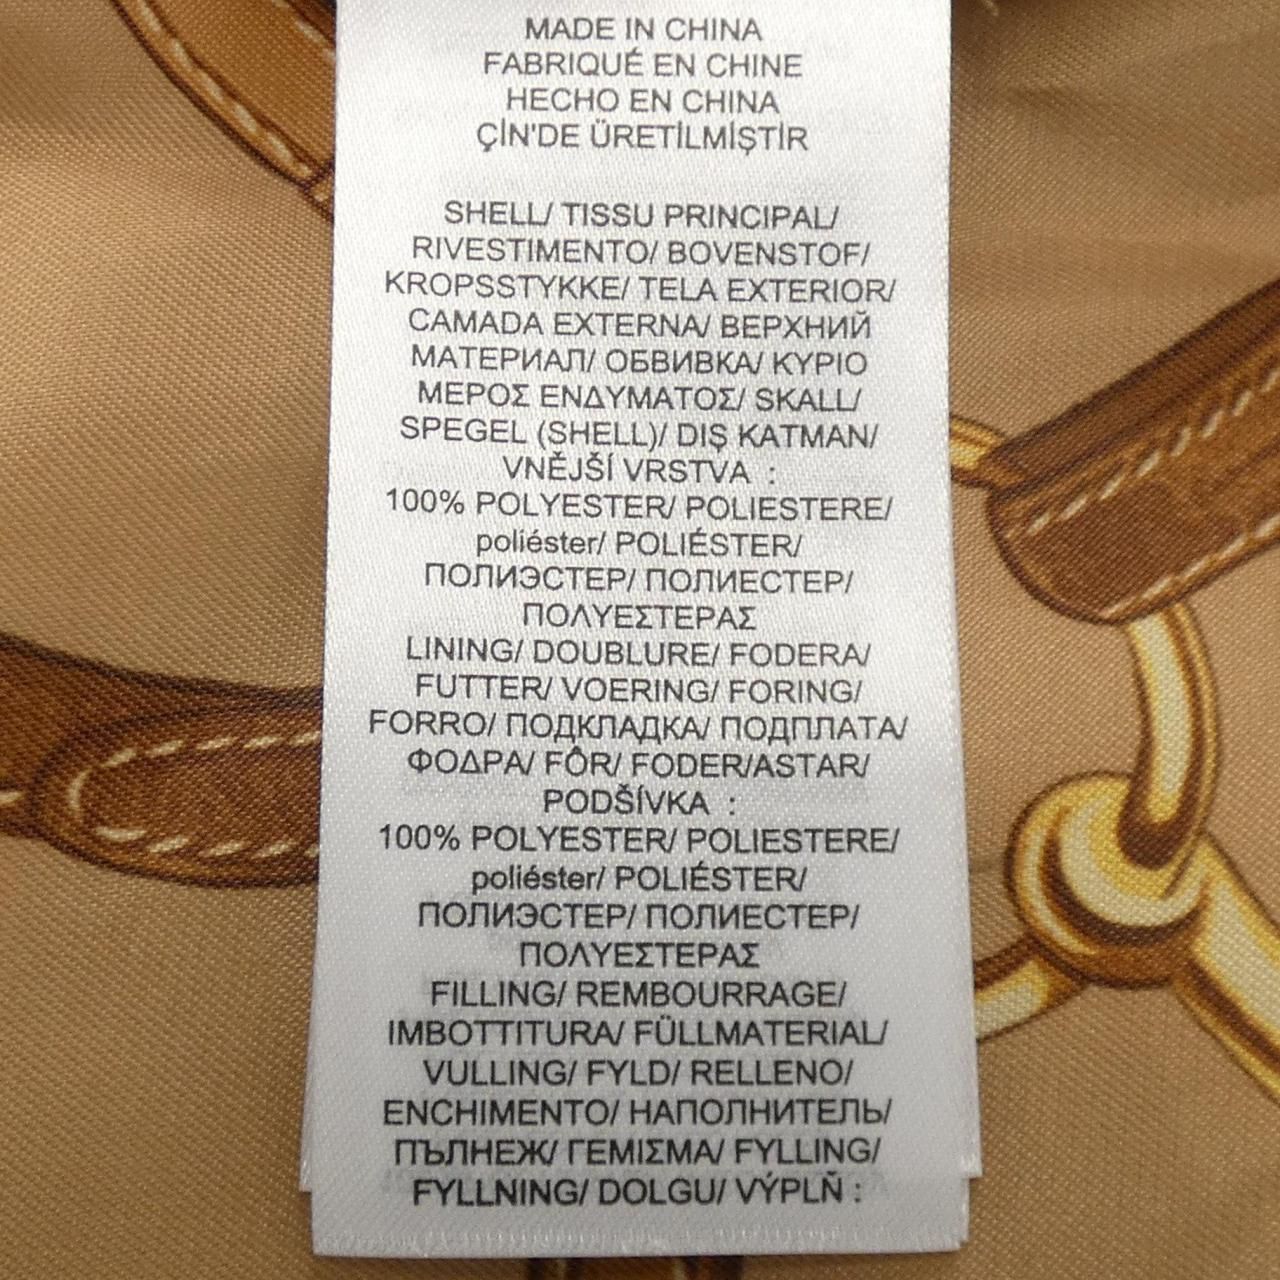 MADE IN CHINA
FABRIQUÉ EN CHINE
HECHO EN CHINA
ÇİN'DE ÜRETİLMİŞTİR
SHELL/ TISSU PRINCIPAL/
RIVESTIMENTO/ BOVENSTOF/
KROPSSTYKKE/ TELA EXTERIOR/
CAMADA EXTERNA/ ВЕРХНИЙ
МАТЕРИАЛ/ ОБВИВКА/ ΚΥΡΙΟ
ΜΕΡΟΣ ΕΝΔΥΜΑΤΟΣ/ SKALL/
SPEGEL (SHELL)/ DIŞ KATMAN/
VNĚJŠÍ VRSTVA :
100% POLYESTER/ POLIESTERE/
poliéster/ POLIÉSTER/
ПОЛИЭСТЕР/ ПОЛИЕСТЕР/
ΠΟΛΥΕΣΤΕΡΑΣ
LINING/ DOUBLURE/ FODERA/
FUTTER/ VOERING/ FORING/
FORRO/ ПОДКЛАДКА/ ПОДПЛАТА/
ΦΟΔΡΑ/ FÔR/ FODER/ASTAR/
PODŠÍVKA :
100% POLYESTER/ POLIESTERE/
poliéster/ POLIÉSTER/
ПОЛИЭСТЕР/ ПОЛИЕСТЕР/
ΠΟΛΥΕΣΤΕΡΑΣ
FILLING/ REMBOURRAGE/
IMBOTTITURA/ FÜLLMATERIAL/
VULLING/ FYLD/ RELLENO/
ENCHIMENTO/ НАПОЛНИТЕЛЬ/
ПЪЛНЕЖ/ ΓΕΜΙΣΜΑ/ FYLLING/
FYLLNING/ DOLGU/ VÝPLŇ :